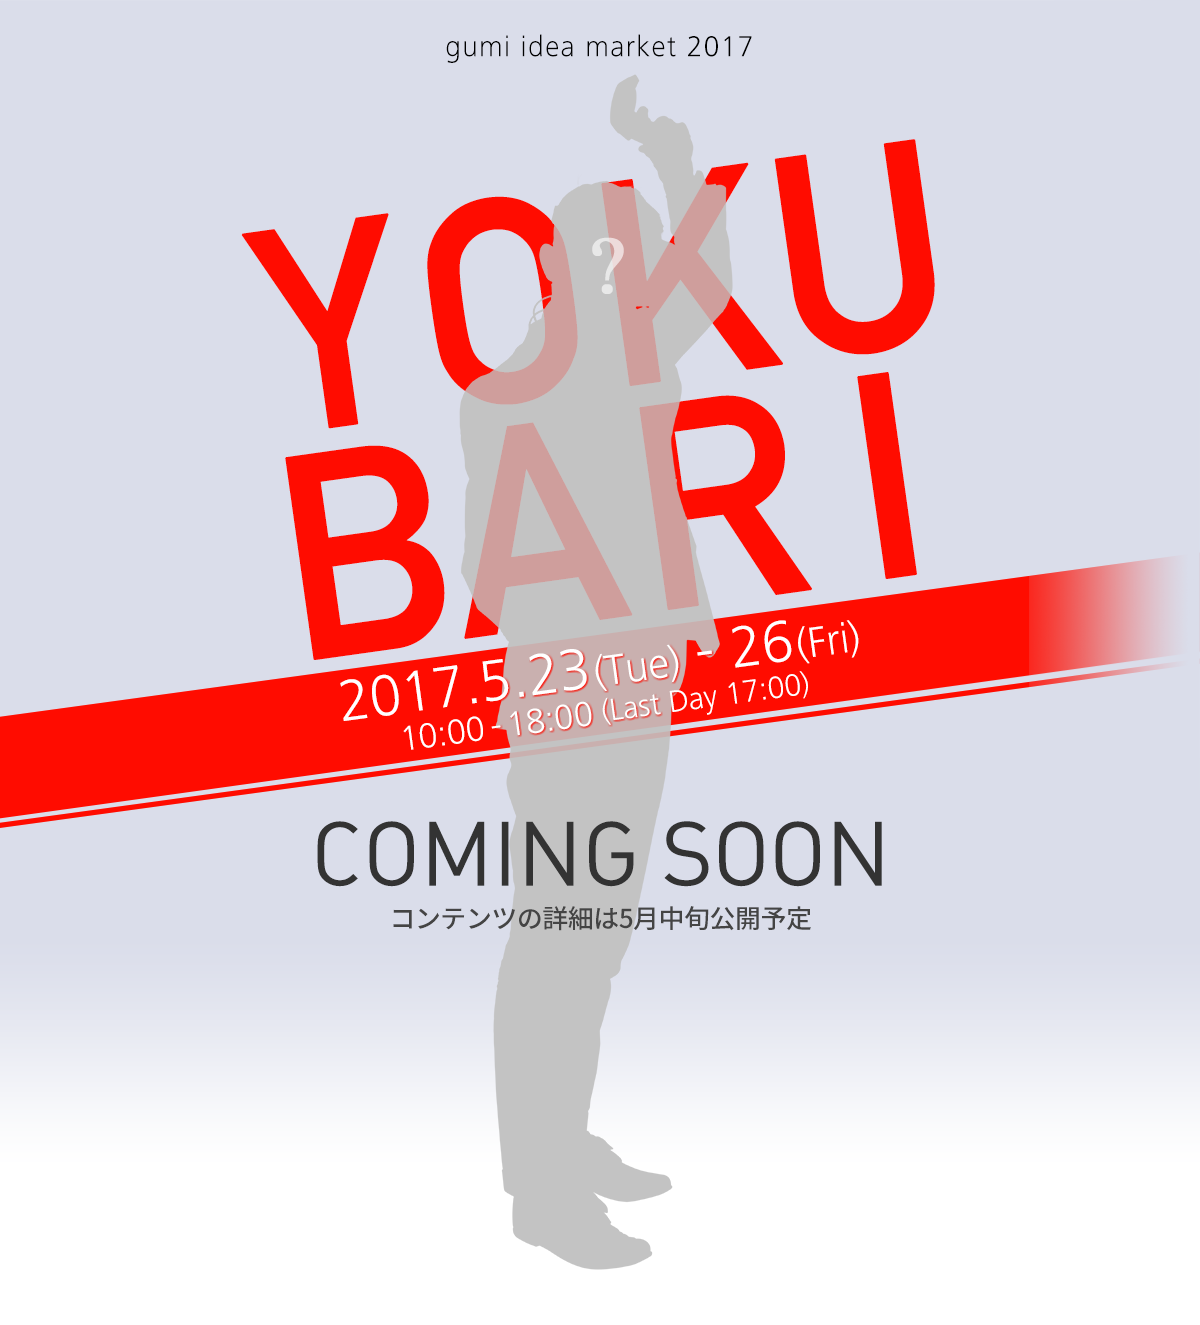 gumi idea market 2017
YOKU
?
BARI
2017.5.23(Tue) - 26(Fri)
10:00 - 18:00 (Last Day 17:00)
COMING SOON
コンテンツの詳細は5月中旬公開予定